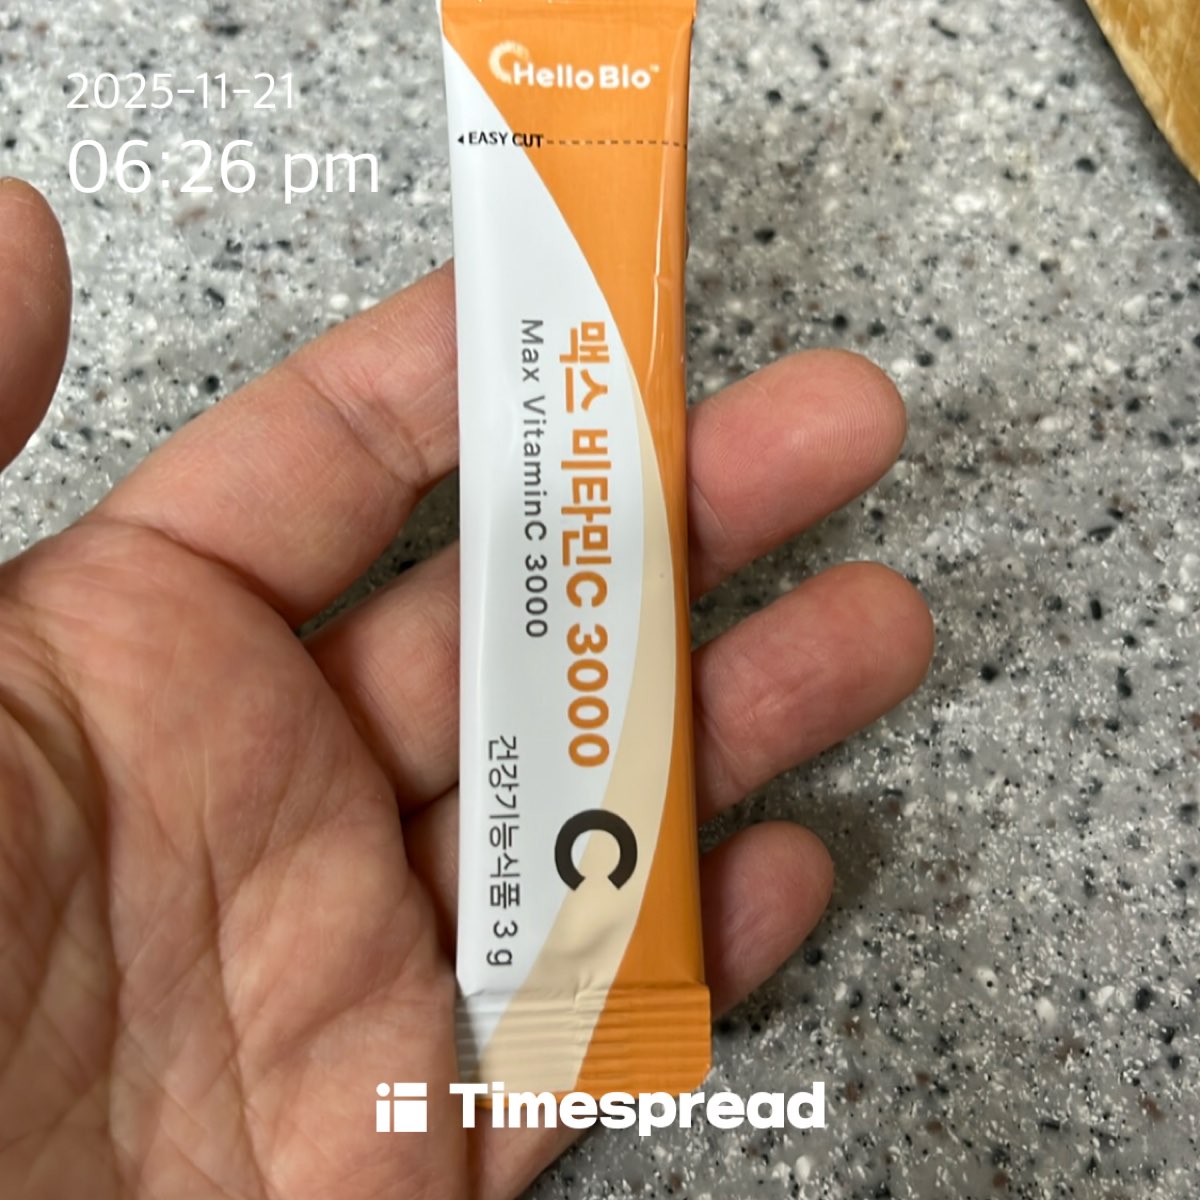 2025-11-21
06:26 pm
Hello Bio™
EASY CUT
맥스 비타민C 3000
Max VitaminC 3000
건강기능식품 3 g
C
Timespread